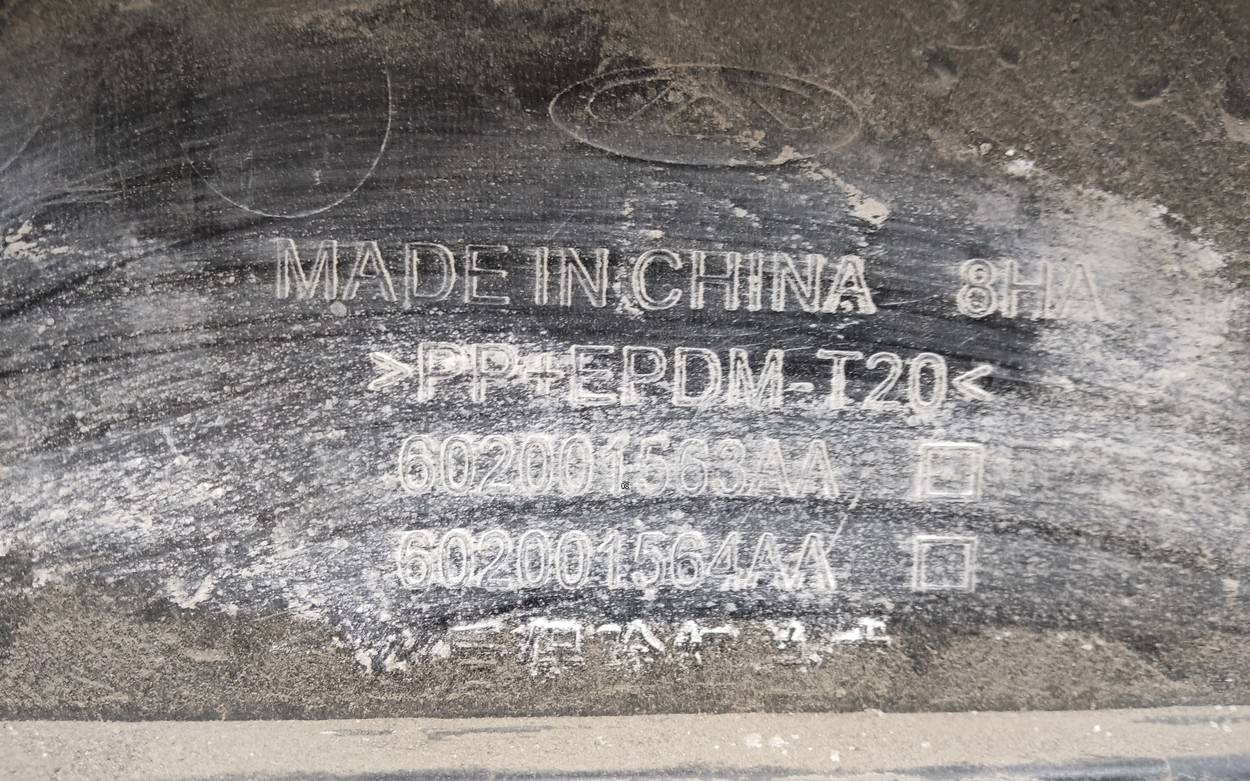 MADE IN CHINA 8HA
>PP+EPDM-T20<
602001563AA
602001564AA